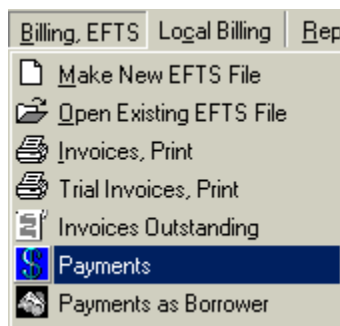 Billing, EFTS Local Billing Rep
Make New EFTS File
Open Existing EFTS File
Invoices, Print
Trial Invoices, Print
Invoices Outstanding
Payments
Payments as Borrower